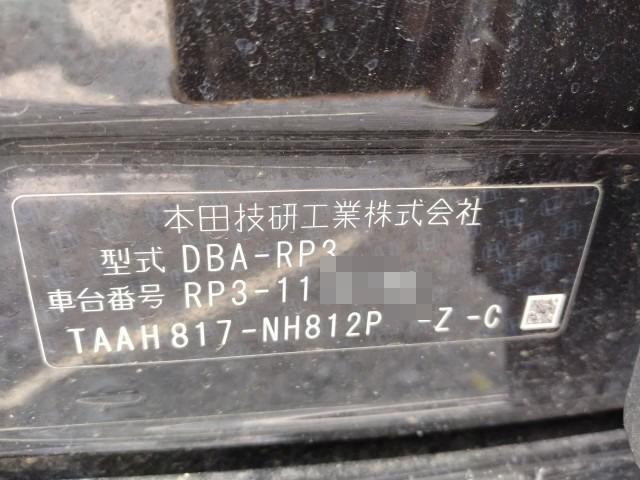 本田技研工業株式会社
型式 DBA-RP3
車台番号 RP3-11
TAAH817-NH812P -Z -C